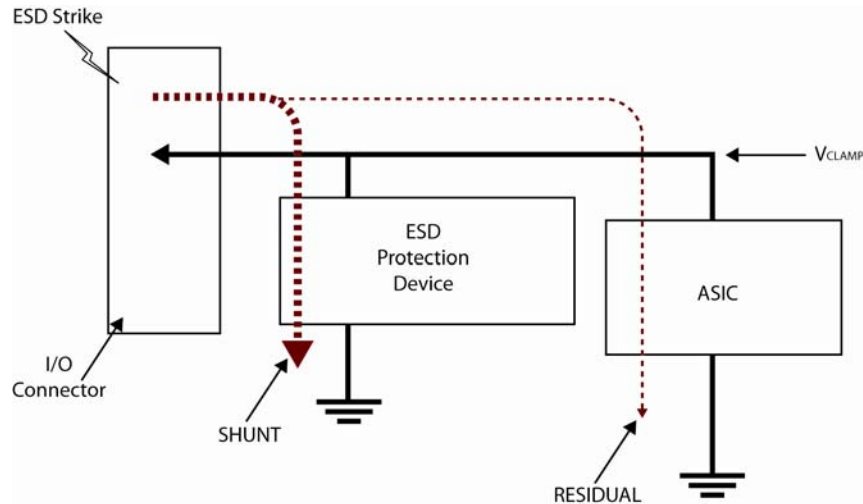 ESD Strike
VCLAMP
ESD
Protection
Device
ASIC
I/O
Connector
SHUNT
RESIDUAL